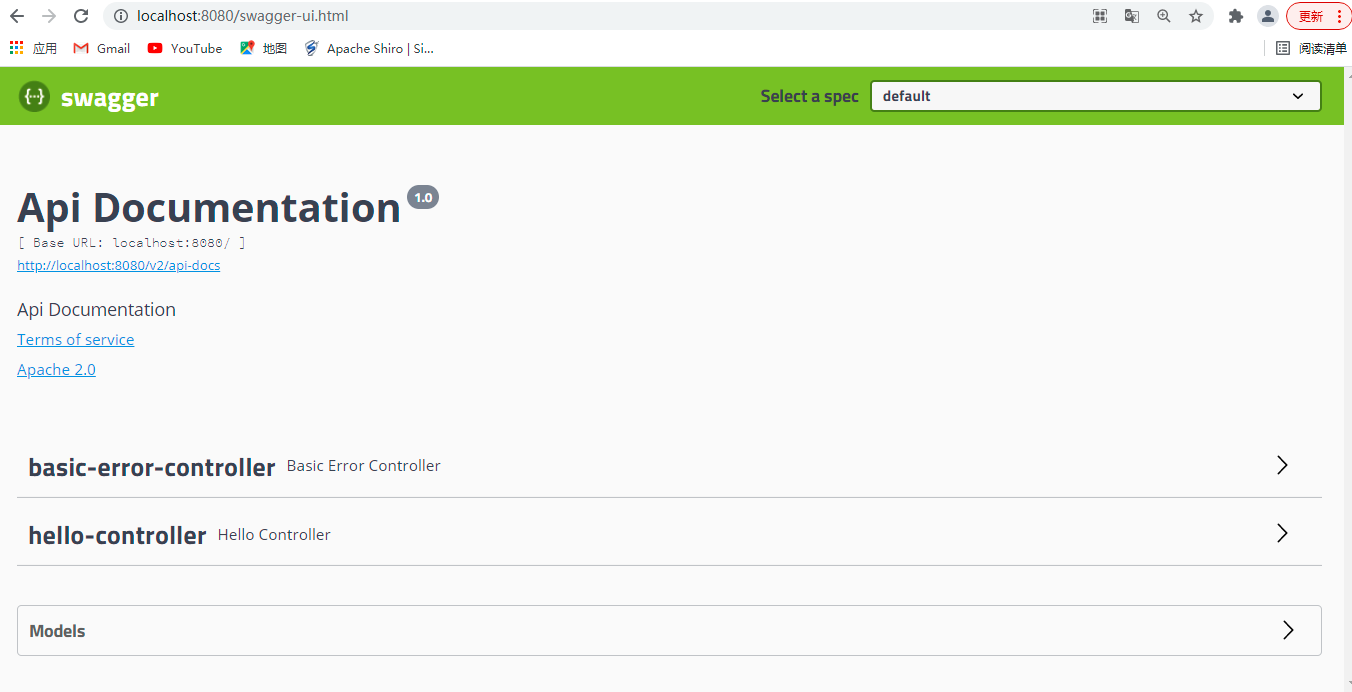 localhost:8080/swagger-ui.html
更新
应用 Gmail YouTube 地图 Apache Shiro | Si... 阅读清单
{··} swagger Select a spec default
Api Documentation 1.0
[ Base URL: localhost:8080/ ]
http://localhost:8080/v2/api-docs
Api Documentation
Terms of service
Apache 2.0
basic-error-controller Basic Error Controller
hello-controller Hello Controller
Models